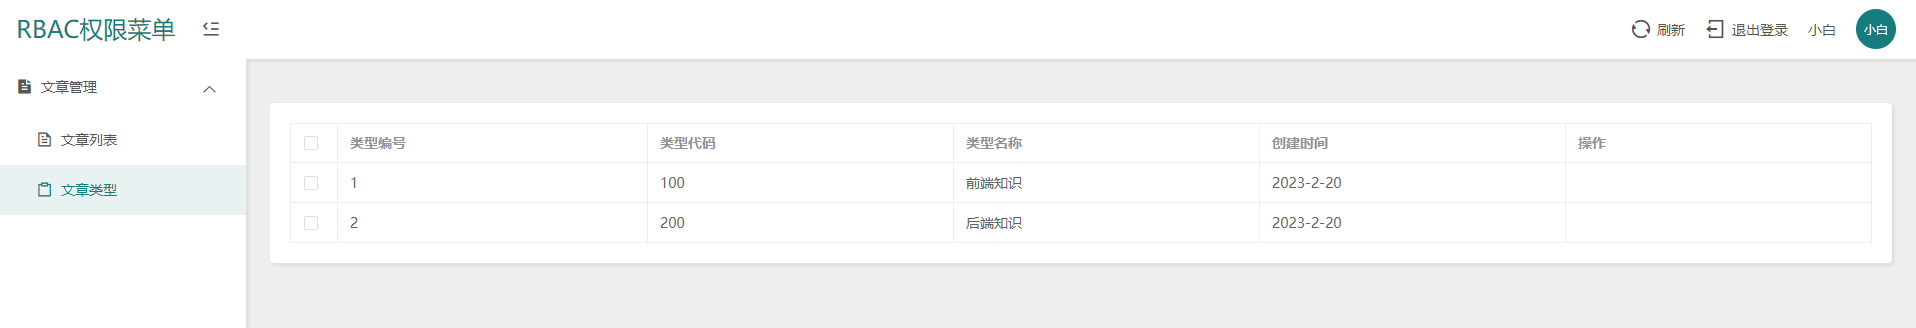 RBAC权限菜单
刷新 退出登录 小白 小白
文章管理
文章列表
文章类型
类型编号 类型代码 类型名称 创建时间 操作
1 100 前端知识 2023-2-20
2 200 后端知识 2023-2-20